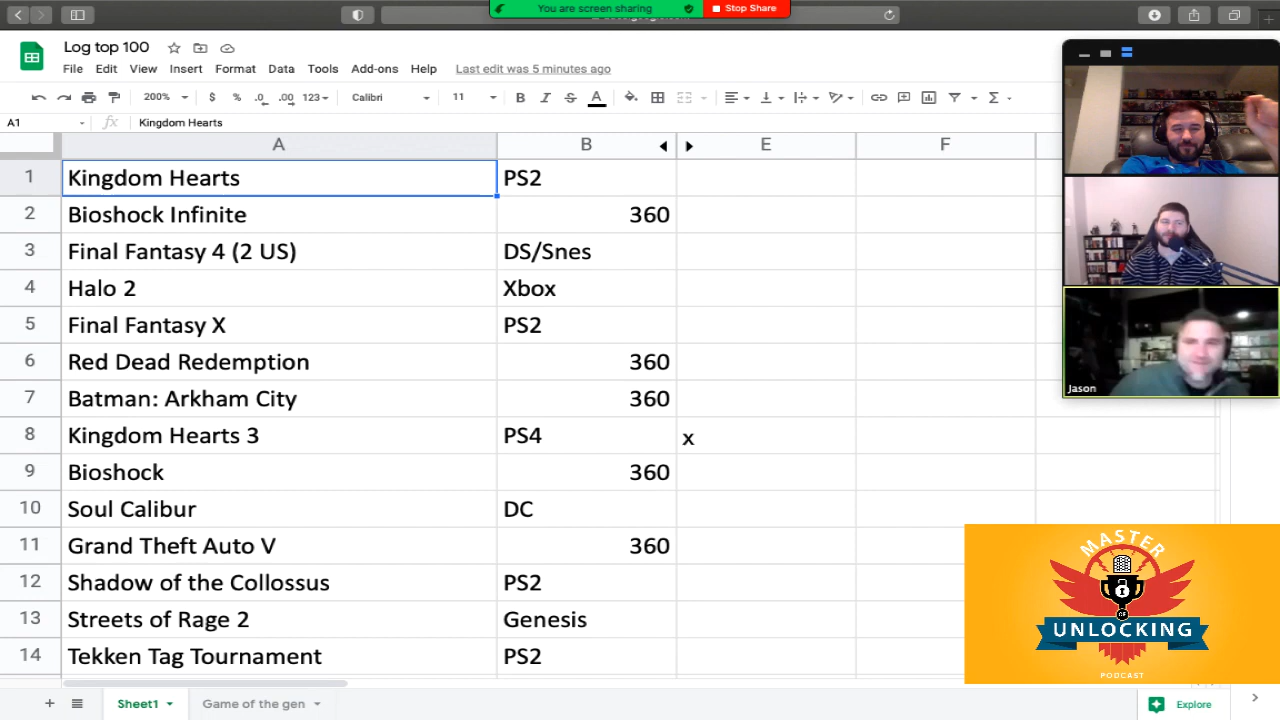 You are screen sharing
Stop Share
Log top 100
File Edit View Insert Format Data Tools Add-ons Help Last edit was 5 minutes ago
200% $ % .0 .00 123 Calibri 11 B I S A
A1 fx Kingdom Hearts
A B E F
1 Kingdom Hearts PS2
2 Bioshock Infinite 360
3 Final Fantasy 4 (2 US) DS/Snes
4 Halo 2 Xbox
5 Final Fantasy X PS2
6 Red Dead Redemption 360
7 Batman: Arkham City 360
8 Kingdom Hearts 3 PS4 x
9 Bioshock 360
10 Soul Calibur DC
11 Grand Theft Auto V 360
12 Shadow of the Collossus PS2
13 Streets of Rage 2 Genesis
14 Tekken Tag Tournament PS2
Sheet1 Game of the gen
Explore
Jason
MASTER
OF
UNLOCKING
PODCAST